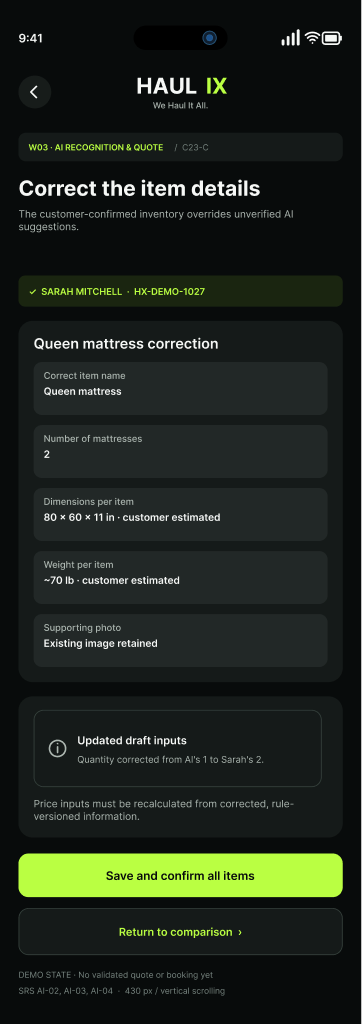 9:41
HAUL IX
We Haul It All.
W03 · AI RECOGNITION & QUOTE / C23-C
Correct the item details
The customer-confirmed inventory overrides unverified AI
suggestions.
✓ SARAH MITCHELL · HX-DEMO-1027
Queen mattress correction
Correct item name
Queen mattress
Number of mattresses
2
Dimensions per item
80 × 60 × 11 in · customer estimated
Weight per item
~70 lb · customer estimated
Supporting photo
Existing image retained
Updated draft inputs
Quantity corrected from AI's 1 to Sarah's 2.
Price inputs must be recalculated from corrected, rule-
versioned information.
Save and confirm all items
Return to comparison ›
DEMO STATE · No validated quote or booking yet
SRS AI-02, AI-03, AI-04 · 430 px / vertical scrolling